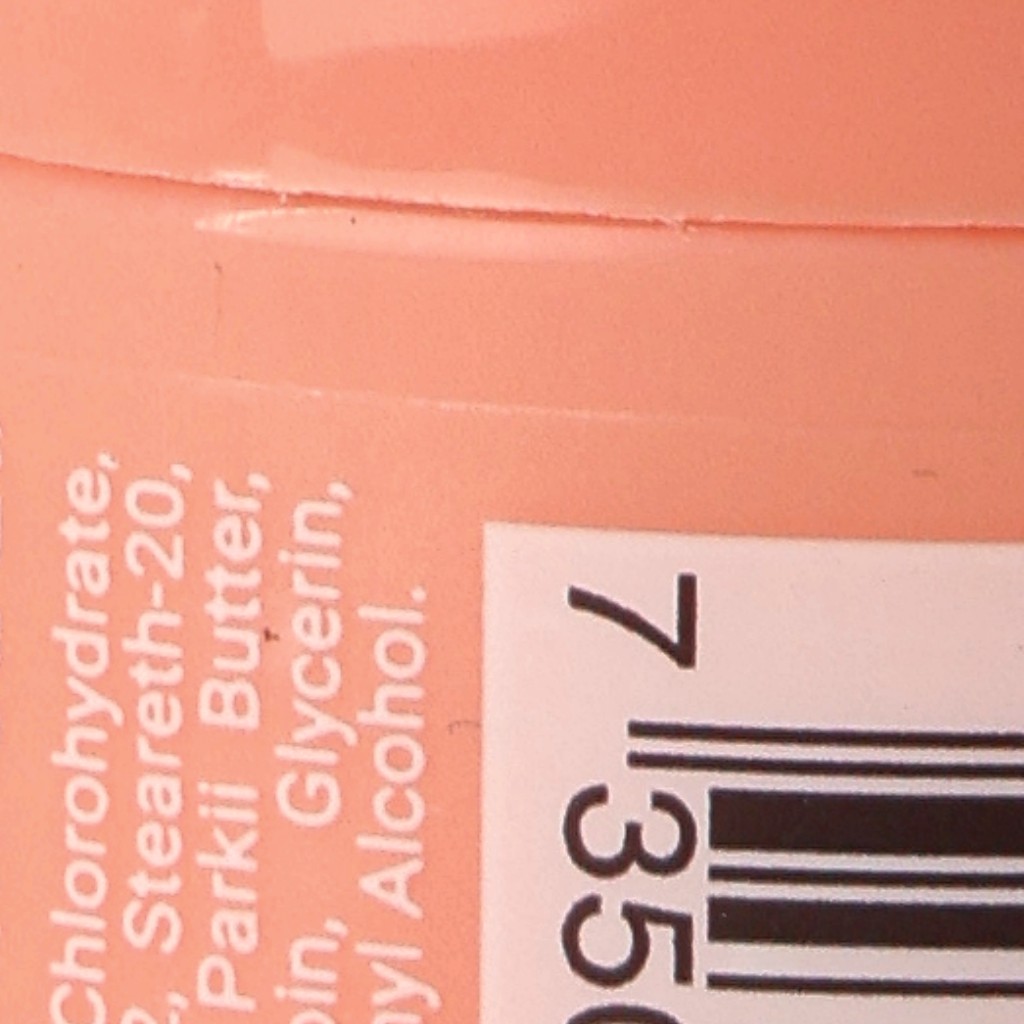 Chlorohydrate,
Steareth-20,
Parkii Butter,
Glycerin,
Alcohol.
7
35